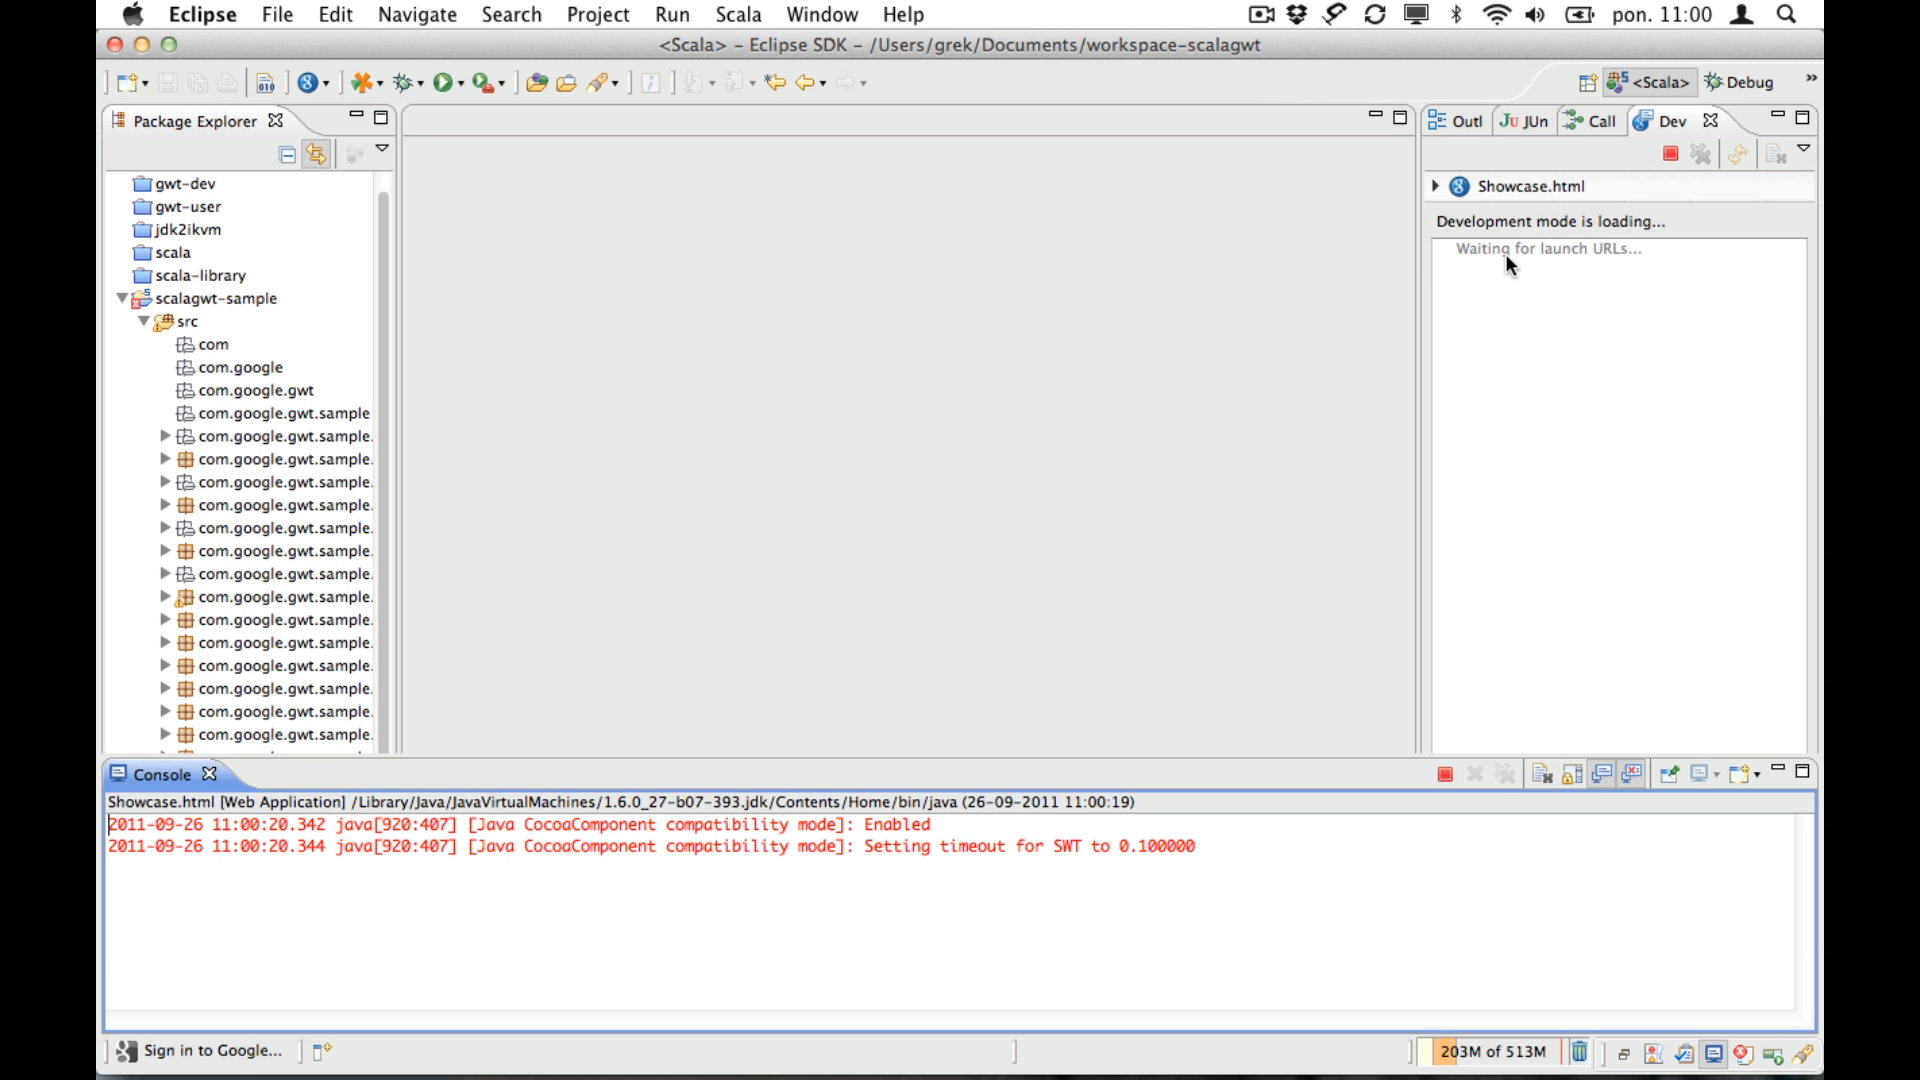 Eclipse File Edit Navigate Search Project Run Scala Window Help pon. 11:00
<Scala> – Eclipse SDK – /Users/grek/Documents/workspace-scalagwt
<Scala> Debug
Package Explorer
Outl JUn Call Dev
gwt-dev
gwt-user
jdk2ikvm
scala
scala-library
scalagwt-sample
src
com
com.google
com.google.gwt
com.google.gwt.sample
com.google.gwt.sample.
com.google.gwt.sample.
com.google.gwt.sample.
com.google.gwt.sample.
com.google.gwt.sample.
com.google.gwt.sample.
com.google.gwt.sample.
com.google.gwt.sample.
com.google.gwt.sample.
com.google.gwt.sample.
com.google.gwt.sample.
com.google.gwt.sample.
com.google.gwt.sample.
com.google.gwt.sample.
Showcase.html
Development mode is loading...
Waiting for launch URLs...
Console
Showcase.html [Web Application] /Library/Java/JavaVirtualMachines/1.6.0_27-b07-393.jdk/Contents/Home/bin/java (26-09-2011 11:00:19)
2011-09-26 11:00:20.342 java[920:407] [Java CocoaComponent compatibility mode]: Enabled
2011-09-26 11:00:20.344 java[920:407] [Java CocoaComponent compatibility mode]: Setting timeout for SWT to 0.100000
Sign in to Google...
203M of 513M